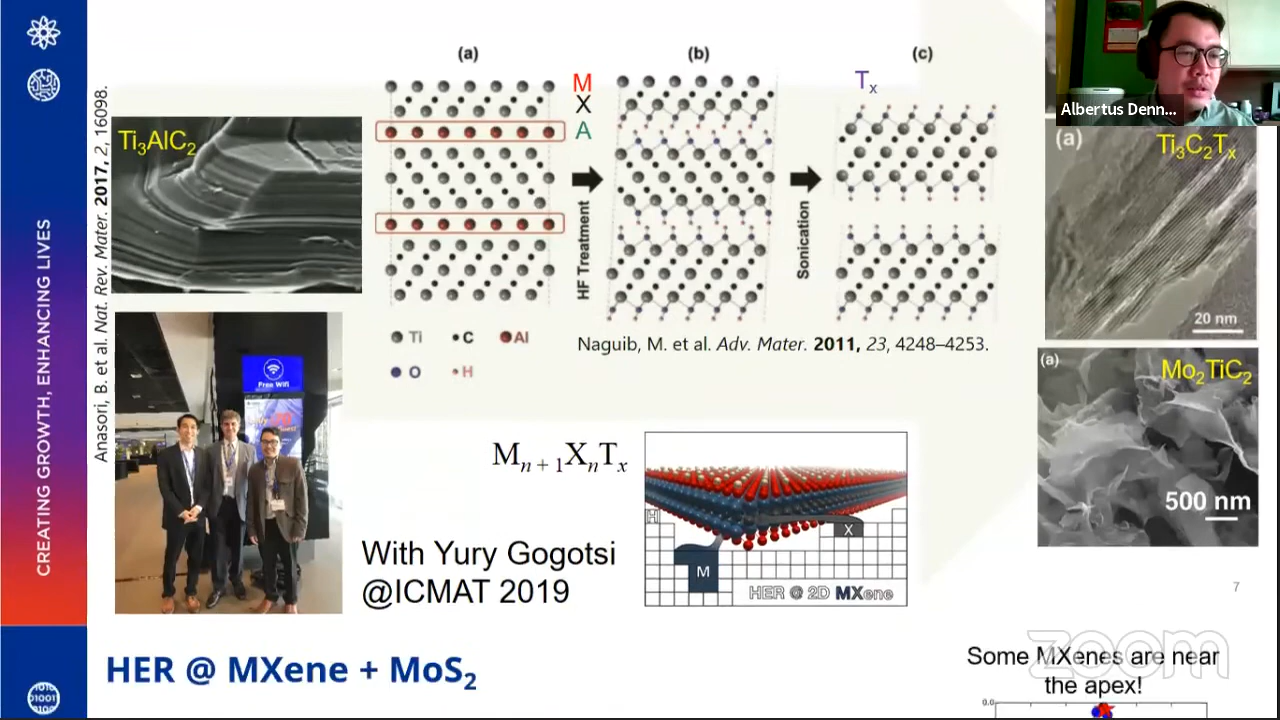 CREATING GROWTH, ENHANCING LIVES
Anasori, B. et al. Nat. Rev. Mater. 2017, 2, 16098.
Ti3AlC2
(a)
(b)
(c)
M
X
A
Tx
HF Treatment
Sonication
Ti
C
Al
O
H
Naguib, M. et al. Adv. Mater. 2011, 23, 4248–4253.
Albertus Denn...
(a)
Ti3C2Tx
20 nm
(a)
Mo2TiC2
500 nm
Free Wifi
Mn + 1XnTx
With Yury Gogotsi
@ICMAT 2019
H
X
M
HER @ 2D MXene
7
HER @ MXene + MoS2
zoom
Some MXenes are near
the apex!
0.0